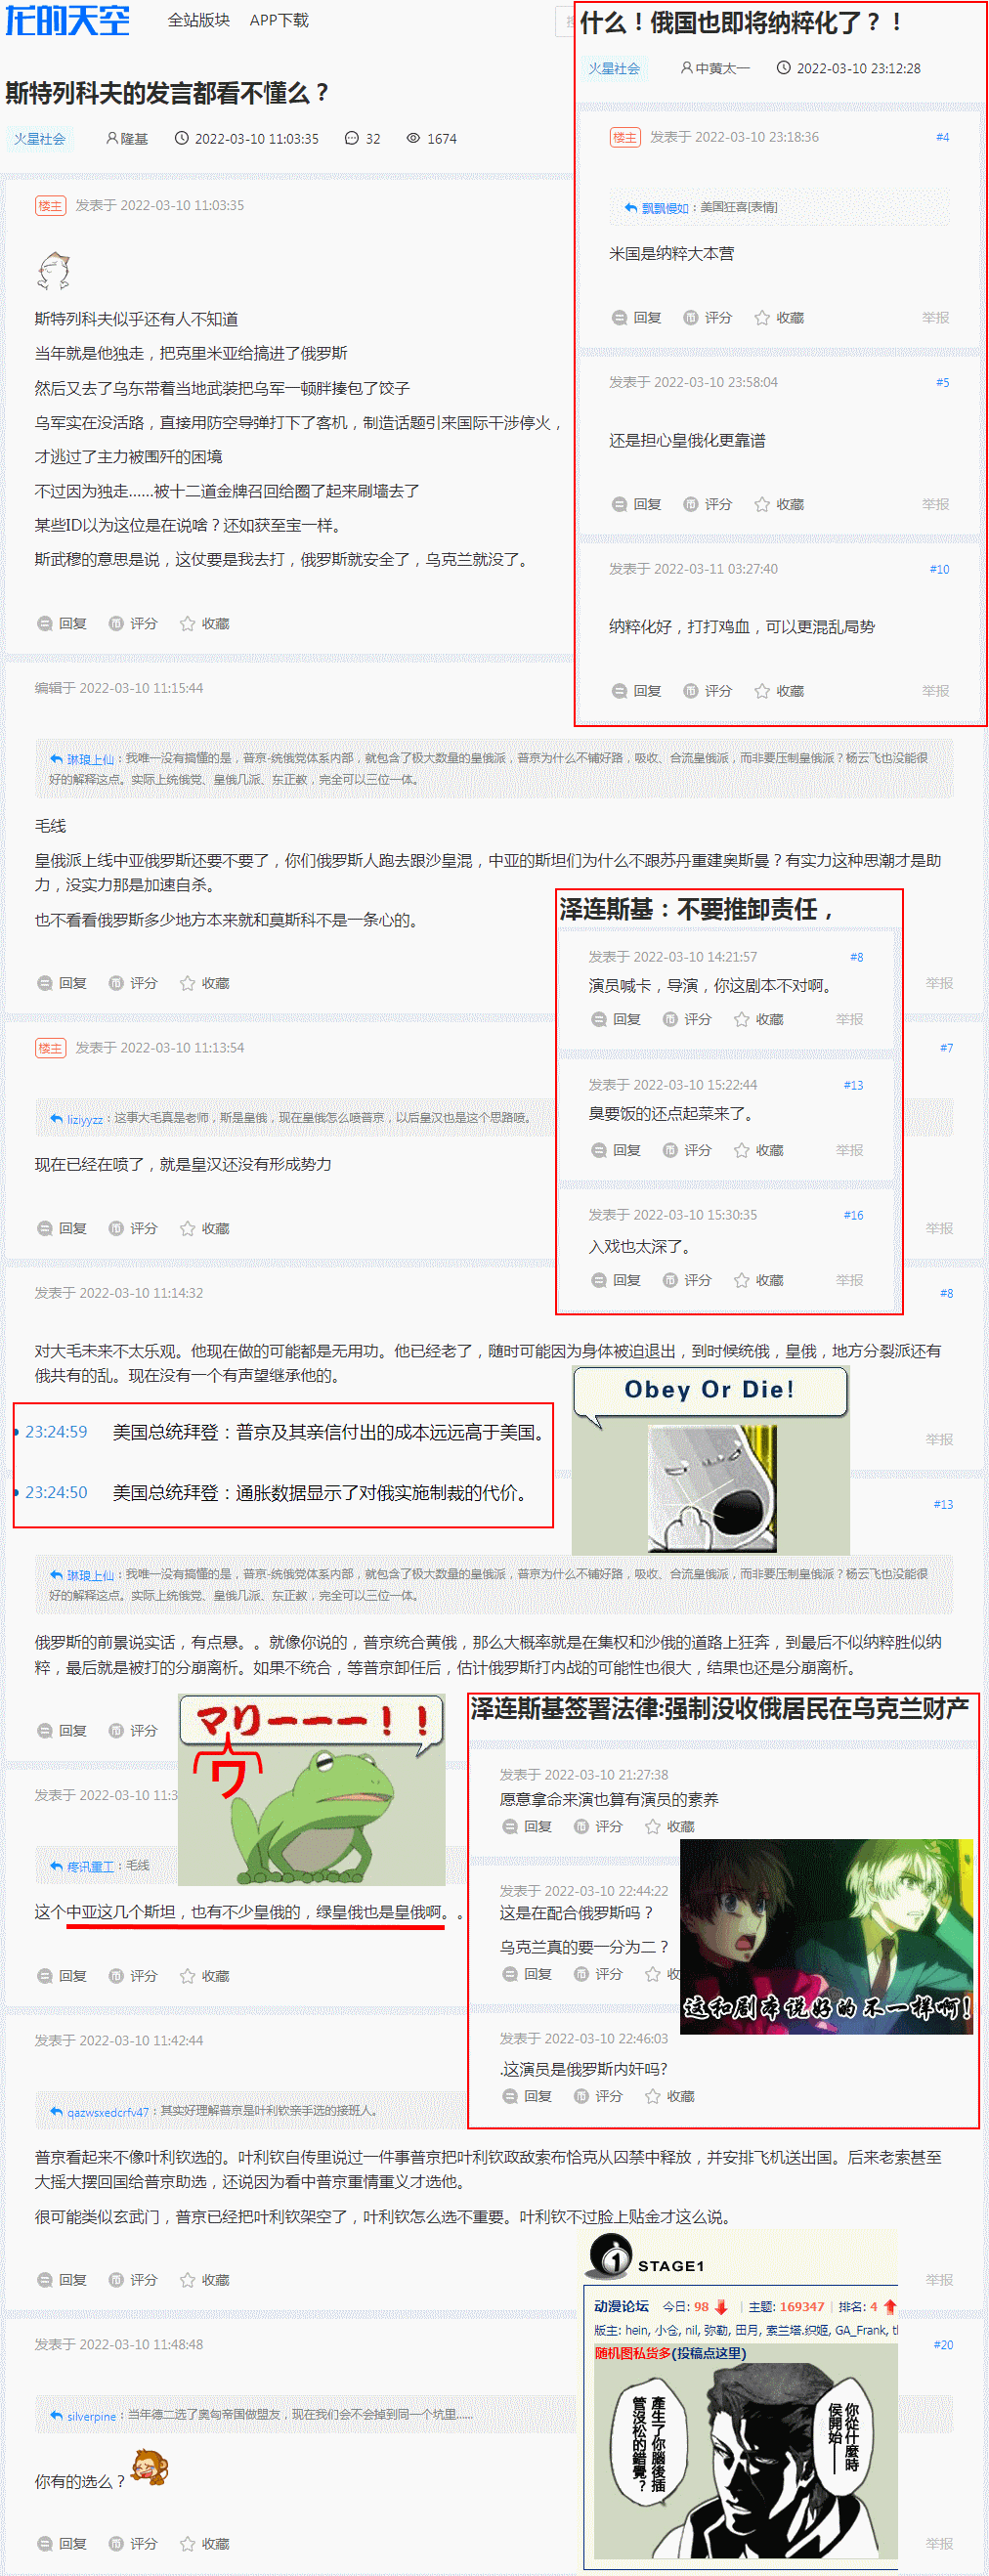 龙的天空
全站版块 APP下载
斯特列科夫的发言都看不懂么？
火星社会 隆基 2022-03-10 11:03:35 32 1674
楼主 发表于 2022-03-10 11:03:35
斯特列科夫似乎还有人不知道
当年就是他独走，把克里米亚给搞进了俄罗斯
然后又去了乌东带着当地武装把乌军一顿胖揍包了饺子
乌军实在没活路，直接用防空导弹打下了客机，制造话题引来国际干涉停火，
才逃过了主力被围歼的困境
不过因为独走......被十二道金牌召回给圈了起来刷墙去了
某些ID以为这位是在说啥？还如获至宝一样。
斯武穆的意思是说，这仗要是我去打，俄罗斯就安全了，乌克兰就没了。
回复 评分 收藏
什么！俄国也即将纳粹化了？！
火星社会 中黄太一 2022-03-10 23:12:28
楼主 发表于 2022-03-10 23:18:36 #4
飘飘慢如：美国狂喜[表情]
米国是纳粹大本营
回复 评分 收藏 举报
发表于 2022-03-10 23:58:04 #5
还是担心皇俄化更靠谱
回复 评分 收藏 举报
发表于 2022-03-11 03:27:40 #10
纳粹化好，打打鸡血，可以更混乱局势
回复 评分 收藏 举报
编辑于 2022-03-10 11:15:44
琳琅上仙：我唯一没有搞懂的是，普京-统俄党体系内部，就包含了极大数量的皇俄派，普京为什么不铺好路，吸收、合流皇俄派，而非要压制皇俄派？杨云飞也没能很
好的解释这点。实际上统俄党、皇俄几派、东正教，完全可以三位一体。
毛线
皇俄派上线中亚俄罗斯还要不要了，你们俄罗斯人跑去跟沙皇混，中亚的斯坦们为什么不跟苏丹重建奥斯曼？有实力这种思潮才是助
力，没实力那是加速自杀。
也不看看俄罗斯多少地方本来就和莫斯科不是一条心的。
回复 评分 收藏 举报
泽连斯基：不要推卸责任，
发表于 2022-03-10 14:21:57 #8
演员喊卡，导演，你这剧本不对啊。
回复 评分 收藏 举报
发表于 2022-03-10 15:22:44 #13
臭要饭的还点起菜来了。
回复 评分 收藏 举报
发表于 2022-03-10 15:30:35 #16
入戏也太深了。
回复 评分 收藏 举报
楼主 发表于 2022-03-10 11:13:54 #7
liziyyzz：这事大毛真是老师，斯是皇俄，现在皇俄怎么喷普京，以后皇汉也是这个思路喷。
现在已经在喷了，就是皇汉还没有形成势力
回复 评分 收藏 举报
发表于 2022-03-10 11:14:32 #8
对大毛未来不太乐观。他现在做的可能都是无用功。他已经老了，随时可能因为身体被迫退出，到时候统俄，皇俄，地方分裂派还有
俄共有的乱。现在没有一个有声望继承他的。
举报
Obey Or Die!
23:24:59 美国总统拜登：普京及其亲信付出的成本远远高于美国。
23:24:50 美国总统拜登：通胀数据显示了对俄实施制裁的代价。
#13
琳琅上仙：我唯一没有搞懂的是，普京-统俄党体系内部，就包含了极大数量的皇俄派，普京为什么不铺好路，吸收、合流皇俄派，而非要压制皇俄派？杨云飞也没能很
好的解释这点。实际上统俄党、皇俄几派、东正教，完全可以三位一体。
俄罗斯的前景说实话，有点悬。。就像你说的，普京统合黄俄，那么大概率就是在集权和沙俄的道路上狂奔，到最后不似纳粹胜似纳
粹，最后就是被打的分崩离析。如果不统合，等普京卸任后，估计俄罗斯打内战的可能性也很大，结果也还是分崩离析。
回复 评分
マリーーー！！
ワ
泽连斯基签署法律:强制没收俄居民在乌克兰财产
发表于 2022-03-10 21:27:38
愿意拿命来演也算有演员的素养
回复 评分 收藏
发表于 2022-03-10 22:44:22
这是在配合俄罗斯吗？
乌克兰真的要一分为二？
回复 评分 收
这和剧本说好的不一样啊!
发表于 2022-03-10 22:46:03
.这演员是俄罗斯内奸吗?
回复 评分 收藏
发表于 2022-03-10 11:3
疼讯重工：毛线
这个中亚这几个斯坦，也有不少皇俄的，绿皇俄也是皇俄啊。。
回复 评分 收藏
发表于 2022-03-10 11:42:44
qazwsxedcrfv47：其实好理解普京是叶利钦亲手选的接班人。
普京看起来不像叶利钦选的。叶利钦自传里说过一件事普京把叶利钦政敌索布恰克从囚禁中释放，并安排飞机送出国。后来老索甚至
大摇大摆回国给普京助选，还说因为看中普京重情重义才选他。
很可能类似玄武门，普京已经把叶利钦架空了，叶利钦怎么选不重要。叶利钦不过脸上贴金才这么说。
回复 评分 收藏 举报
1 STAGE1
动漫论坛 今日: 98 | 主题: 169347 | 排名: 4
版主: hein, 小仓, nil, 弥勒, 田月, 索兰塔.织姬, GA_Frank, tl
随机图私货多(投稿点这里)
你從什麼時
侯開始——
產生了你腦後插
管沒松的錯覺？
发表于 2022-03-10 11:48:48 #20
silverpine：当年德二选了奥匈帝国做盟友，现在我们会不会掉到同一个坑里......
你有的选么？
回复 评分 收藏 举报